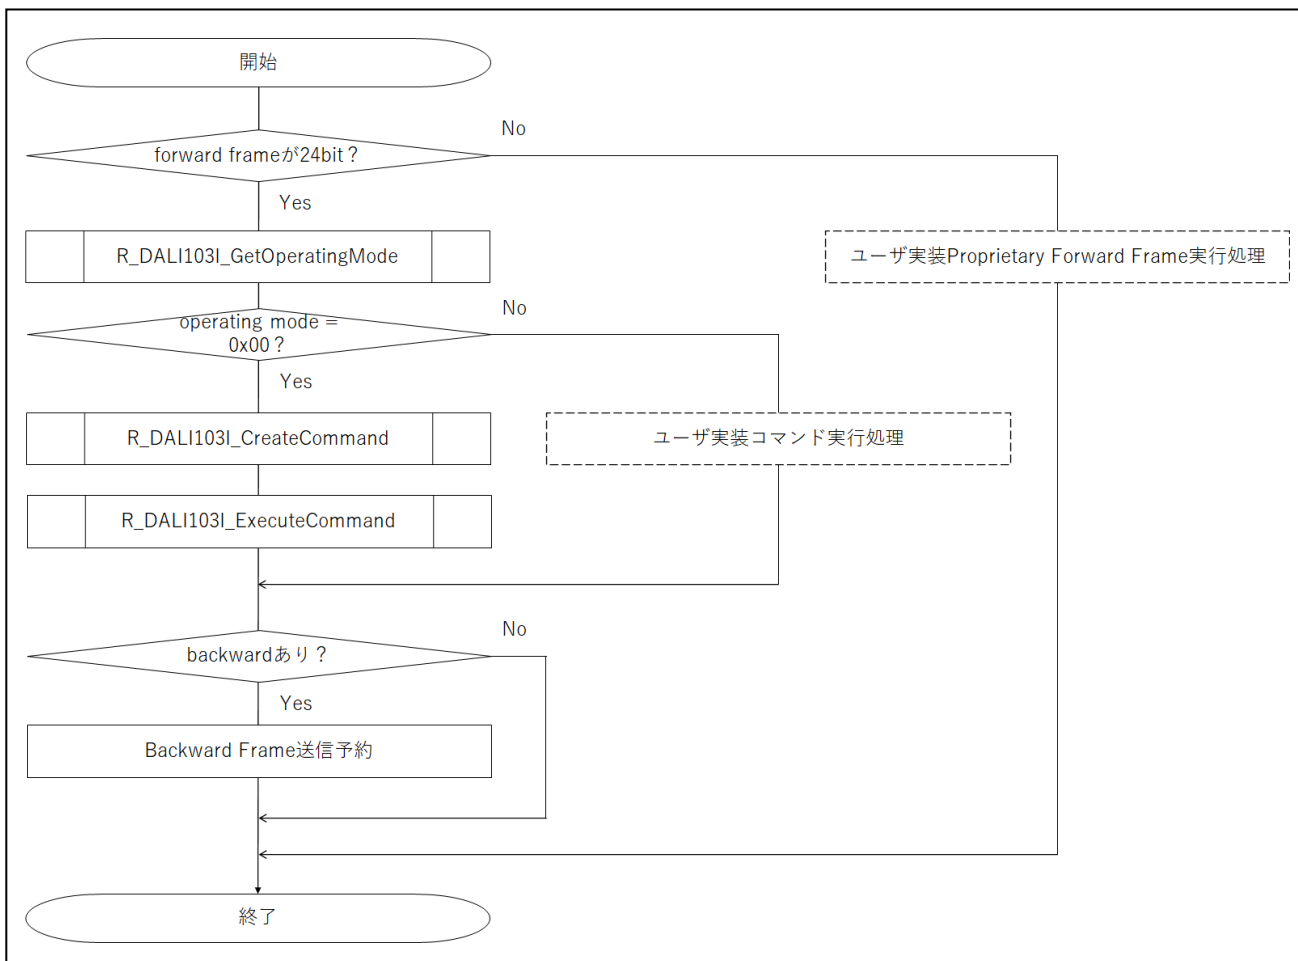 開始
No
forward frameが24bit？
Yes
R_DALI103I_GetOperatingMode
ユーザ実装Proprietary Forward Frame実行処理
No
operating mode =
0x00？
Yes
R_DALI103I_CreateCommand
ユーザ実装コマンド実行処理
R_DALI103I_ExecuteCommand
No
backwardあり？
Yes
Backward Frame送信予約
終了